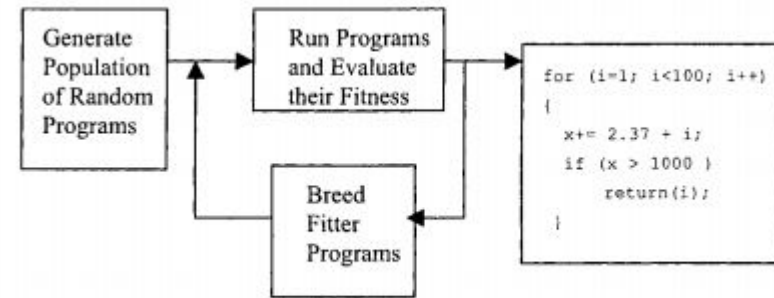 Generate
Population
of Random
Programs
Run Programs
and Evaluate
their Fitness
Breed
Fitter
Programs
for (i=1; i<100; i++)
{
x+= 2.37 + i;
if (x > 1000 )
return(i);
}